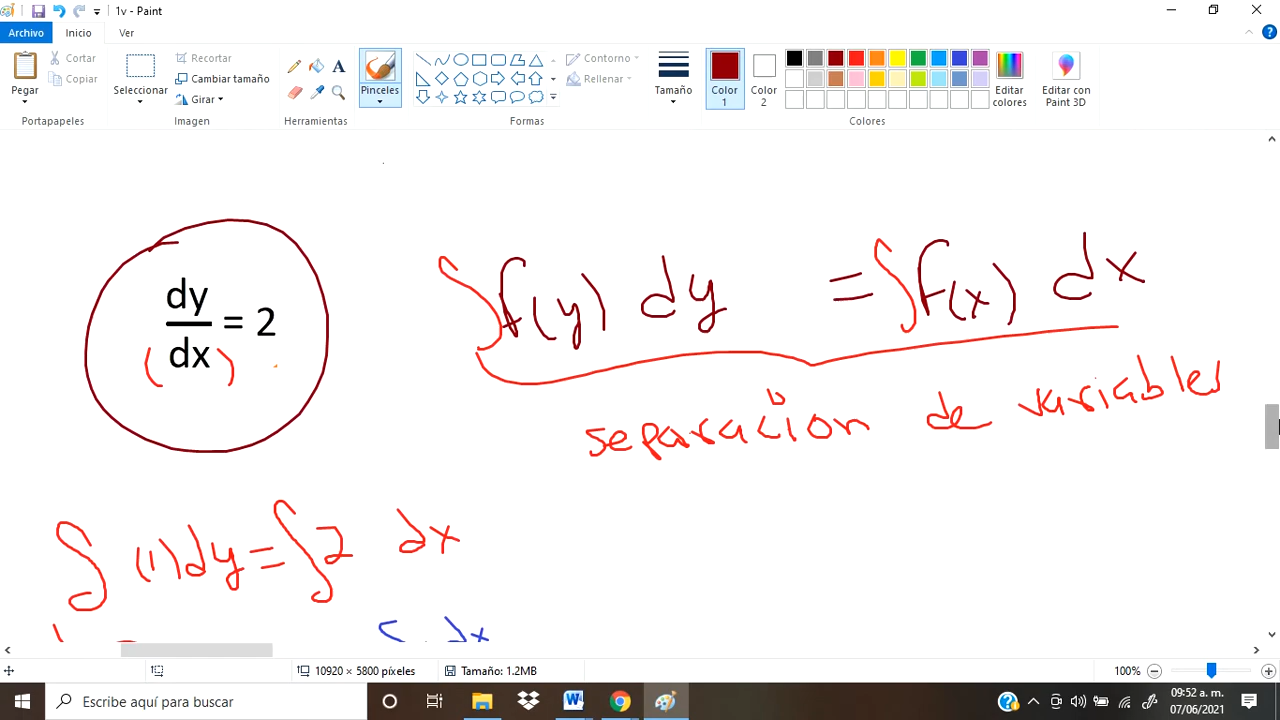 1v - Paint
Archivo Inicio Ver
Pegar
Cortar
Copiar
Portapapeles
Seleccionar
Recortar
Cambiar tamaño
Girar
Imagen
A
Herramientas
Pinceles
Contorno
Rellenar
Formas
Tamaño
Color 1
Color 2
Colores
Editar colores
Editar con Paint 3D
dy
dx
= 2
( )
∫f(y) dy = ∫f(x) dx
separación de variables
∫ (1)dy = ∫2 dx
dx
10920 × 5800 píxeles
Tamaño: 1.2MB
100%
Escribe aquí para buscar
09:52 a. m.
07/06/2021